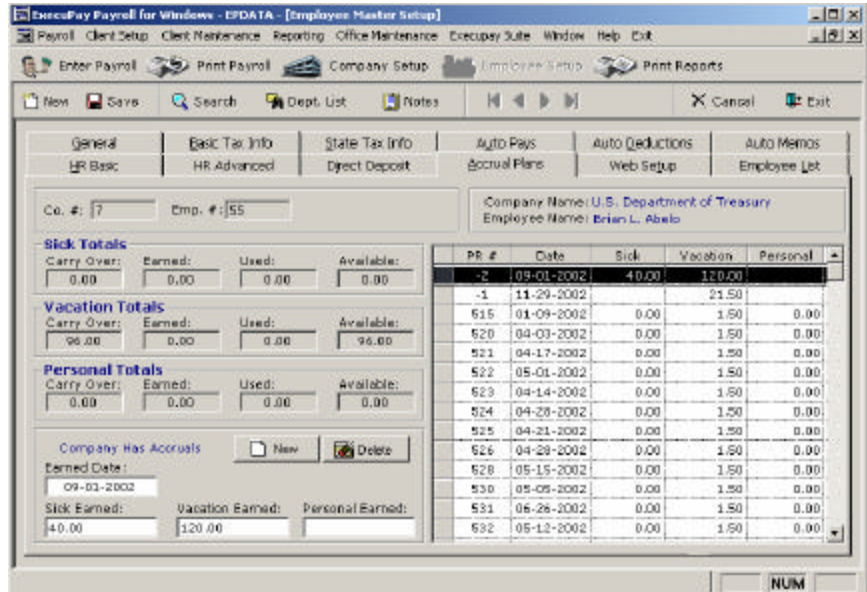 ExecuPay Payroll for Windows - EPDATA - [Employee Master Setup]
Payroll Client Setup Client Maintenance Reporting Office Maintenance Execupay Suite Window Help Exit
Enter Payroll Print Payroll Company Setup Employee Setup Print Reports
New Save Search Dept. List Notes Cancel Exit
General Basic Tax Info State Tax Info Auto Pays Auto Deductions Auto Memos
HR Basic HR Advanced Direct Deposit Accrual Plans Web Setup Employee List
Co. #: 7 Emp. #: 55
Company Name: U.S. Department of Treasury
Employee Name: Brian L. Abelo
Sick Totals
Carry Over: Earned: Used: Available:
0.00 0.00 0.00 0.00
Vacation Totals
Carry Over: Earned: Used: Available:
96.00 0.00 0.00 96.00
Personal Totals
Carry Over: Earned: Used: Available:
0.00 0.00 0.00 0.00
Company Has Accruals New Delete
Earned Date:
09-01-2002
Sick Earned: Vacation Earned: Personal Earned:
40.00 120.00
PR # Date Sick Vacation Personal
-2 09-01-2002 40.00 120.00
-1 11-29-2002 21.50
515 01-09-2002 0.00 1.50 0.00
520 04-03-2002 0.00 1.50 0.00
521 04-17-2002 0.00 1.50 0.00
522 05-01-2002 0.00 1.50 0.00
523 04-14-2002 0.00 1.50 0.00
524 04-28-2002 0.00 1.50 0.00
525 04-21-2002 0.00 1.50 0.00
526 04-28-2002 0.00 1.50 0.00
528 05-15-2002 0.00 1.50 0.00
530 05-05-2002 0.00 1.50 0.00
531 06-26-2002 0.00 1.50 0.00
532 05-12-2002 0.00 1.50 0.00
NUM